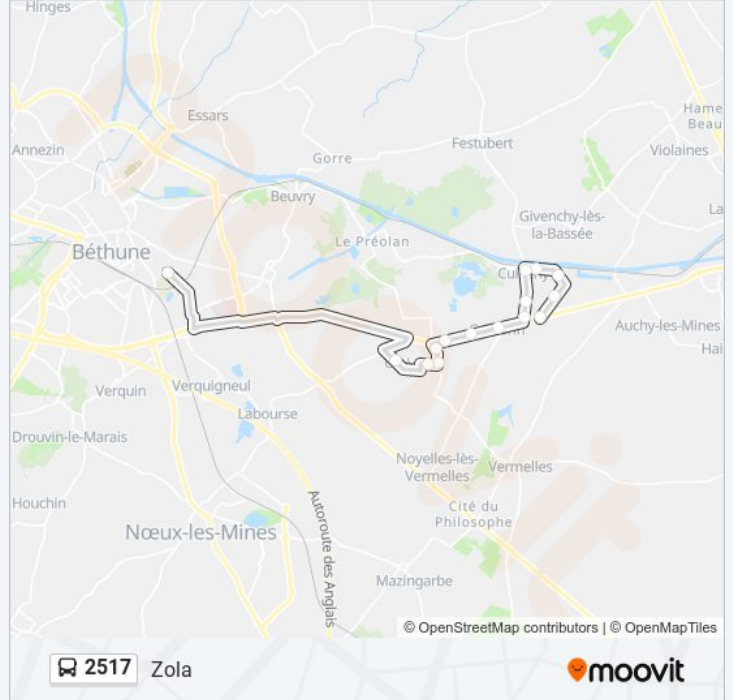 Hinges
Essars
Hame
Beau
Annezin
Gorre
Festubert
Violaines
Beuvry
La
Givenchy-lès-
la-Bassée
Le Préolan
Béthune
Auchy-les-Mines
Hai
Verquigneul
Verquin
Labourse
Drouvin-le-Marais
Noyelles-lès-
Vermelles
Vermelles
Houchin
Cité du
Philosophe
Nœux-les-Mines
Autoroute des Anglais
Mazingarbe
© OpenStreetMap contributors | © OpenMapTiles
2517 Zola
moovit